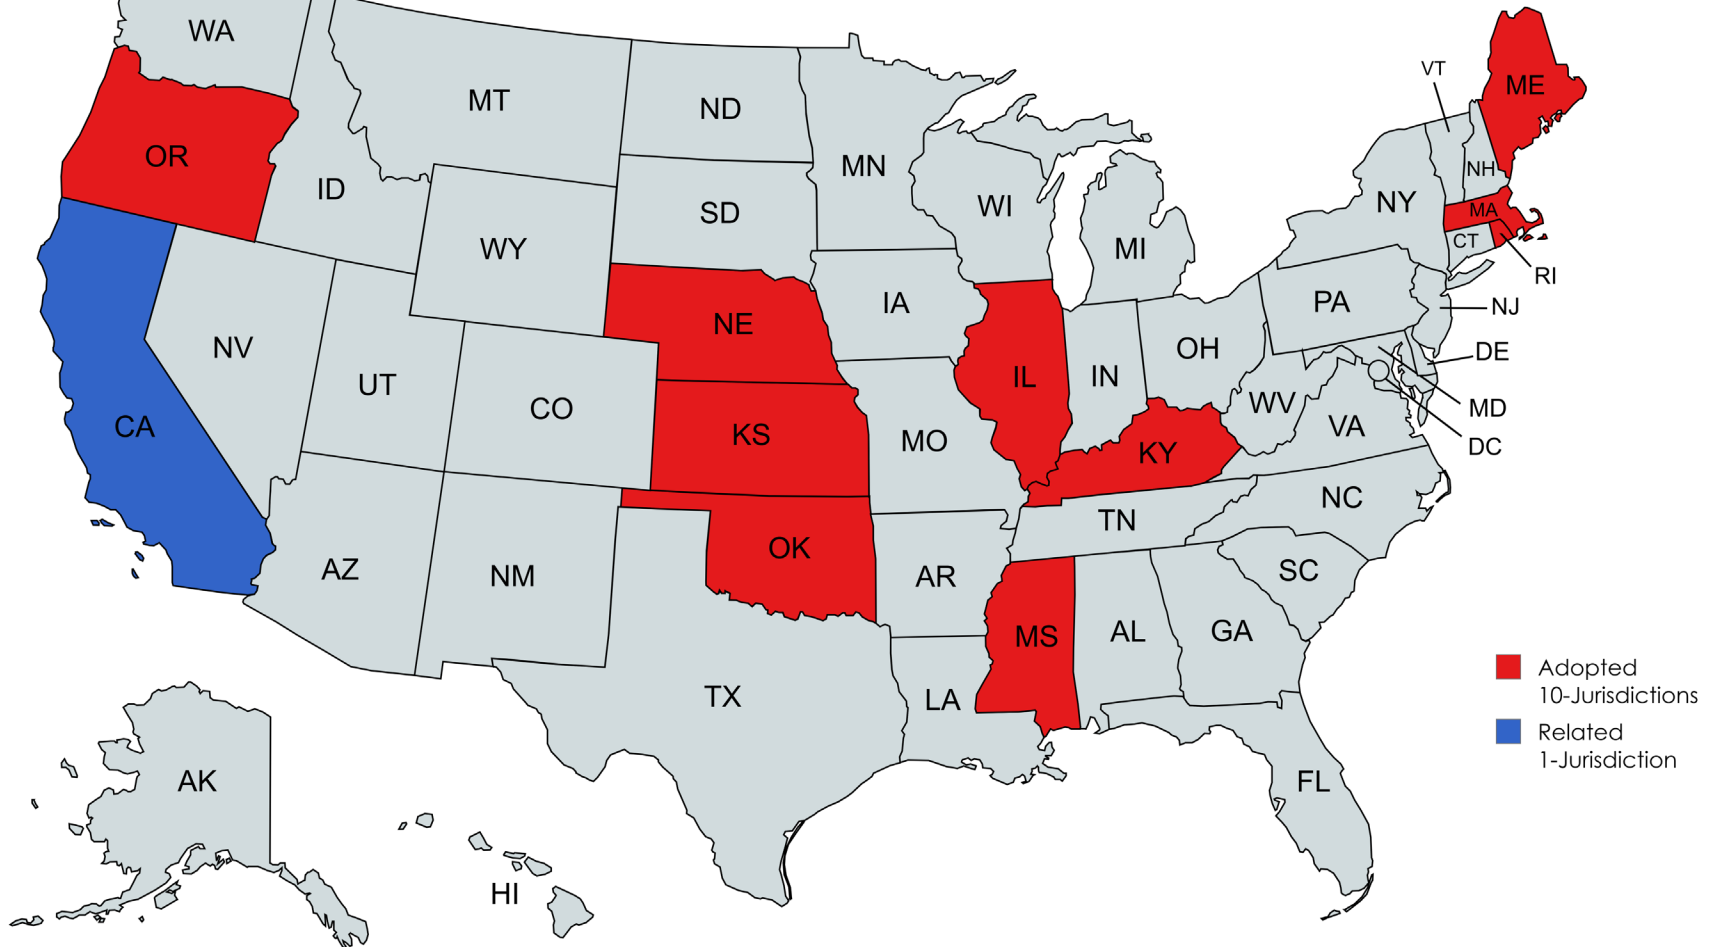 WA
MT
ND
MN
VT
ME
OR
ID
SD
WI
NH
WY
MI
NY
MA
CT
RI
NE
IA
PA
NJ
NV
UT
CO
IL
IN
OH
DE
WV
MD
CA
KS
MO
KY
VA
DC
NC
TN
AZ
NM
OK
AR
SC
MS
AL
GA
TX
LA
Adopted
10-Jurisdictions
Related
1-Jurisdiction
AK
FL
HI